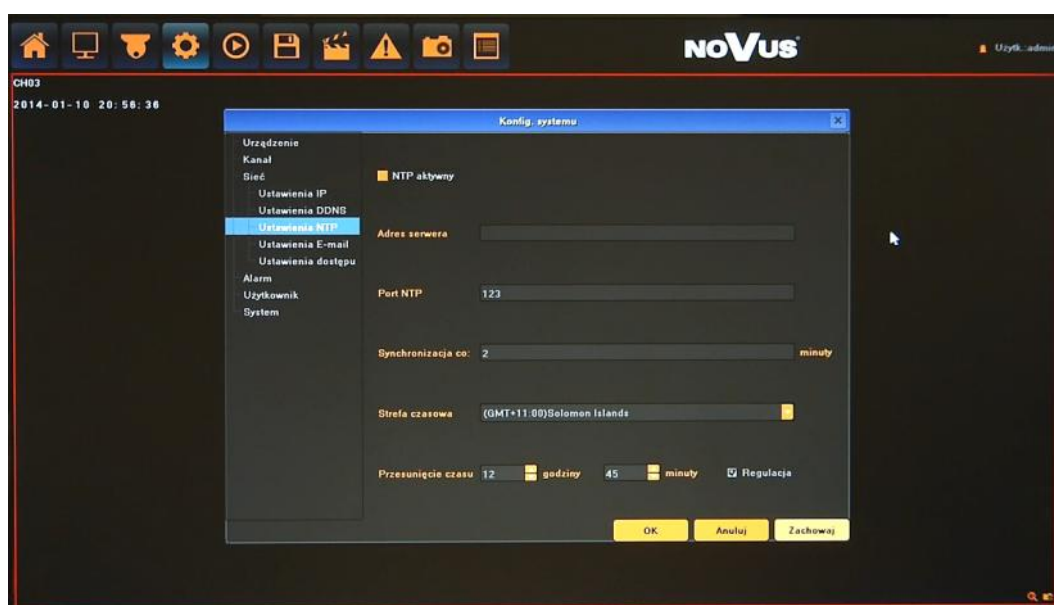 NOVUS
Użytk.:admin
CH03
2014-01-10 20:56:36
Konfig. systemu
Urządzenie
Kanał
Sieć
Ustawienia IP
Ustawienia DDNS
Ustawienia NTP
Ustawienia E-mail
Ustawienia dostępu
Alarm
Użytkownik
System
NTP aktywny
Adres serwera
Port NTP 123
Synchronizacja co: 2 minuty
Strefa czasowa (GMT+11:00)Solomon Islands
Przesunięcie czasu 12 godziny 45 minuty Regulacja
OK Anuluj Zachowaj